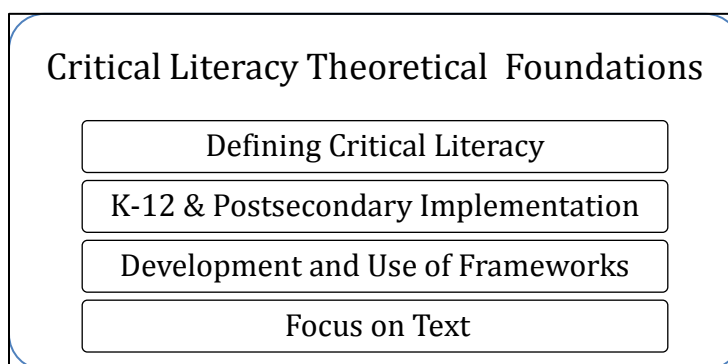 Critical Literacy Theoretical Foundations
Defining Critical Literacy
K-12 & Postsecondary Implementation
Development and Use of Frameworks
Focus on Text